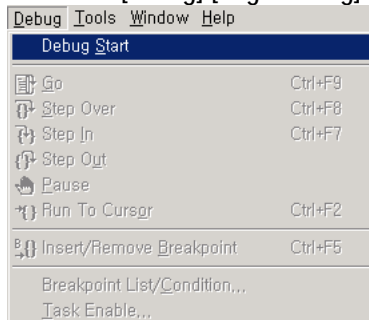 Debug Tools Window Help
Debug Start
Go Ctrl+F9
Step Over Ctrl+F8
Step In Ctrl+F7
Step Out
Pause
Run To Cursor Ctrl+F2
Insert/Remove Breakpoint Ctrl+F5
Breakpoint List/Condition,,,
Task Enable,,,